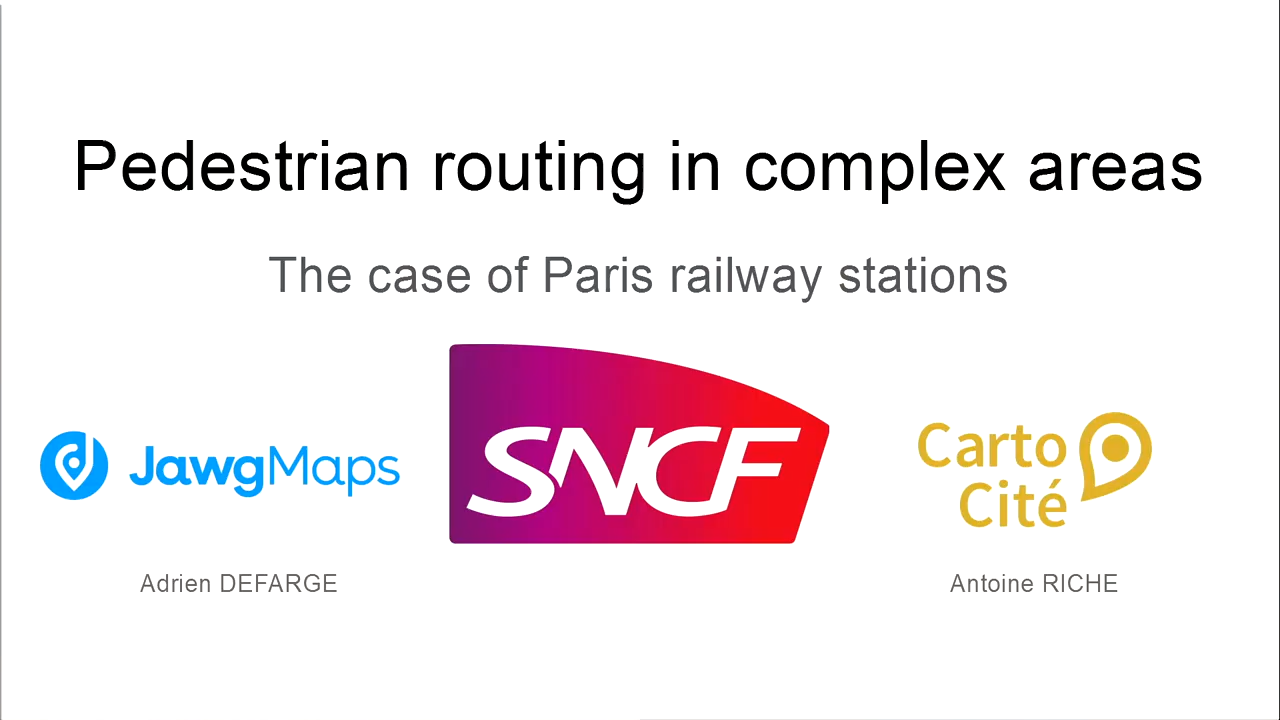 Pedestrian routing in complex areas
The case of Paris railway stations
JawgMaps
SNCF
Carto
Cité
Adrien DEFARGE
Antoine RICHE